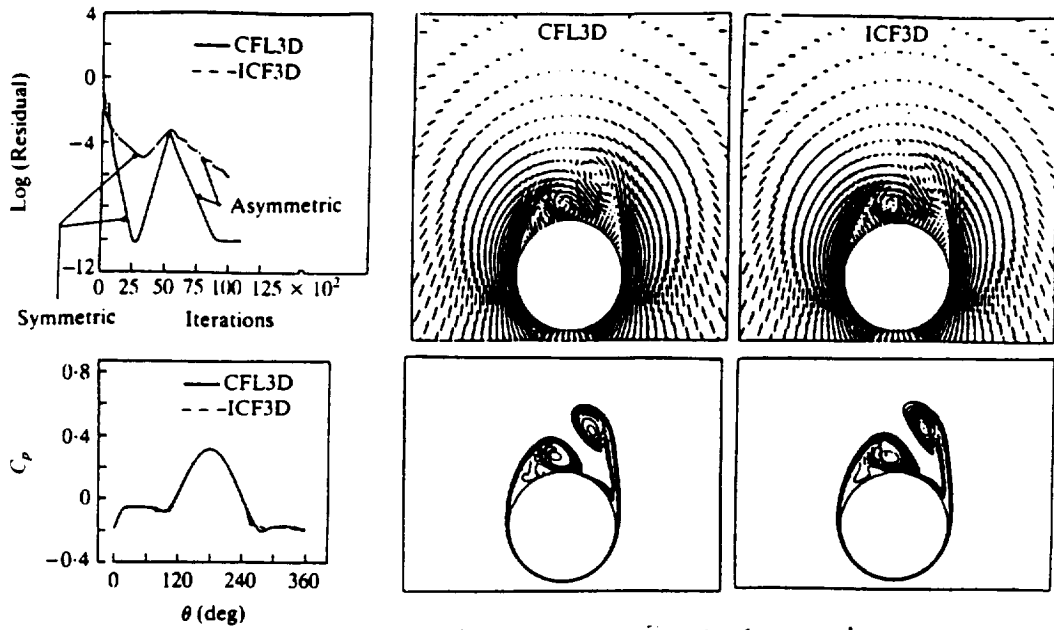 4
CFL3D
ICF3D
0
-4
Log (Residual)
Asymmetric
-12
0 25 50 75 100 125 × 10²
Symmetric
Iterations
CFL3D
ICF3D
0·8
CFL3D
ICF3D
0·4
Cp
0
-0·4
0 120 240 360
θ (deg)